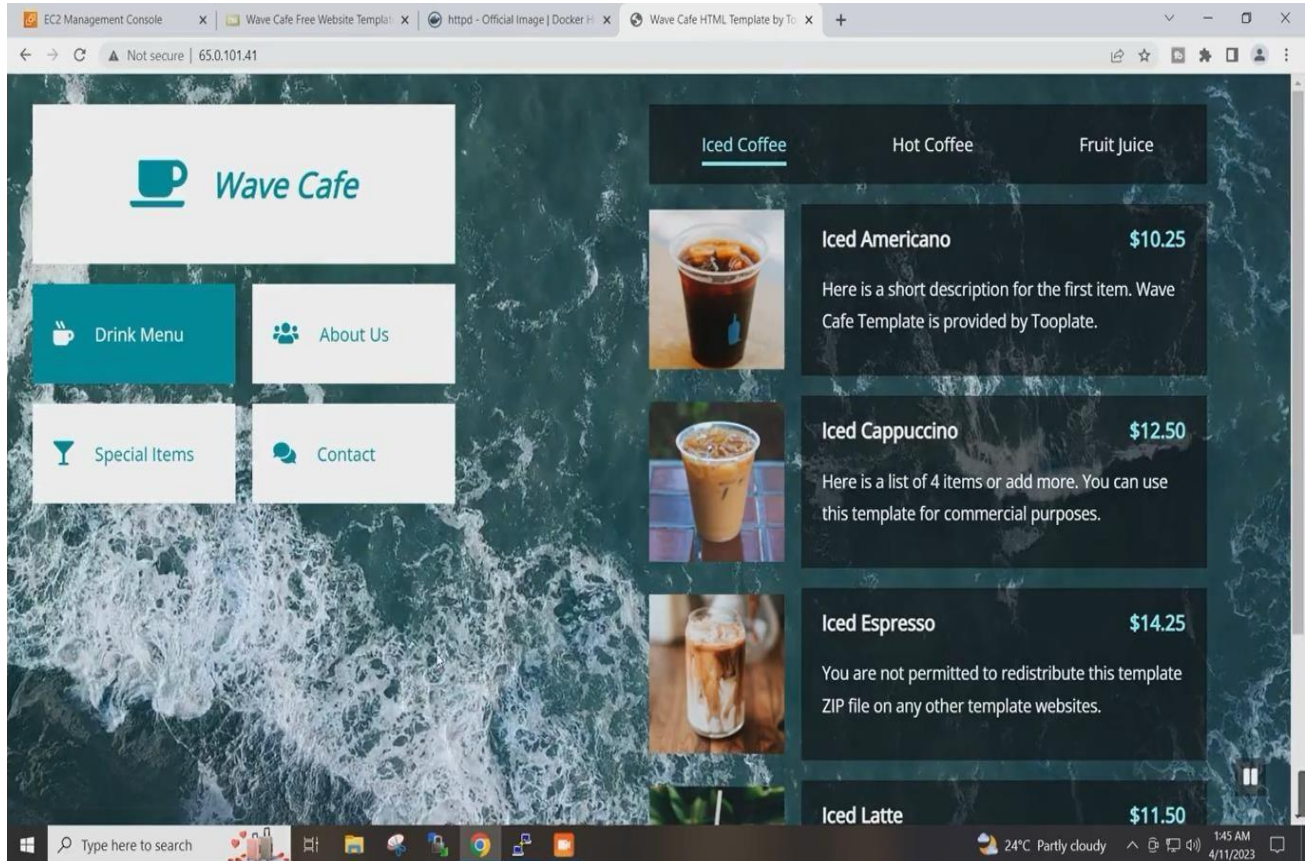 EC2 Management Console
Wave Cafe Free Website Templat
httpd - Official Image | Docker H
Wave Cafe HTML Template by To
Not secure | 65.0.101.41
Wave Cafe
Drink Menu
About Us
Special Items
Contact
Iced Coffee
Hot Coffee
Fruit Juice
Iced Americano
$10.25
Here is a short description for the first item. Wave
Cafe Template is provided by Tooplate.
Iced Cappuccino
$12.50
Here is a list of 4 items or add more. You can use
this template for commercial purposes.
Iced Espresso
$14.25
You are not permitted to redistribute this template
ZIP file on any other template websites.
Iced Latte
$11.50
Type here to search
24°C Partly cloudy
1:45 AM
4/11/2023